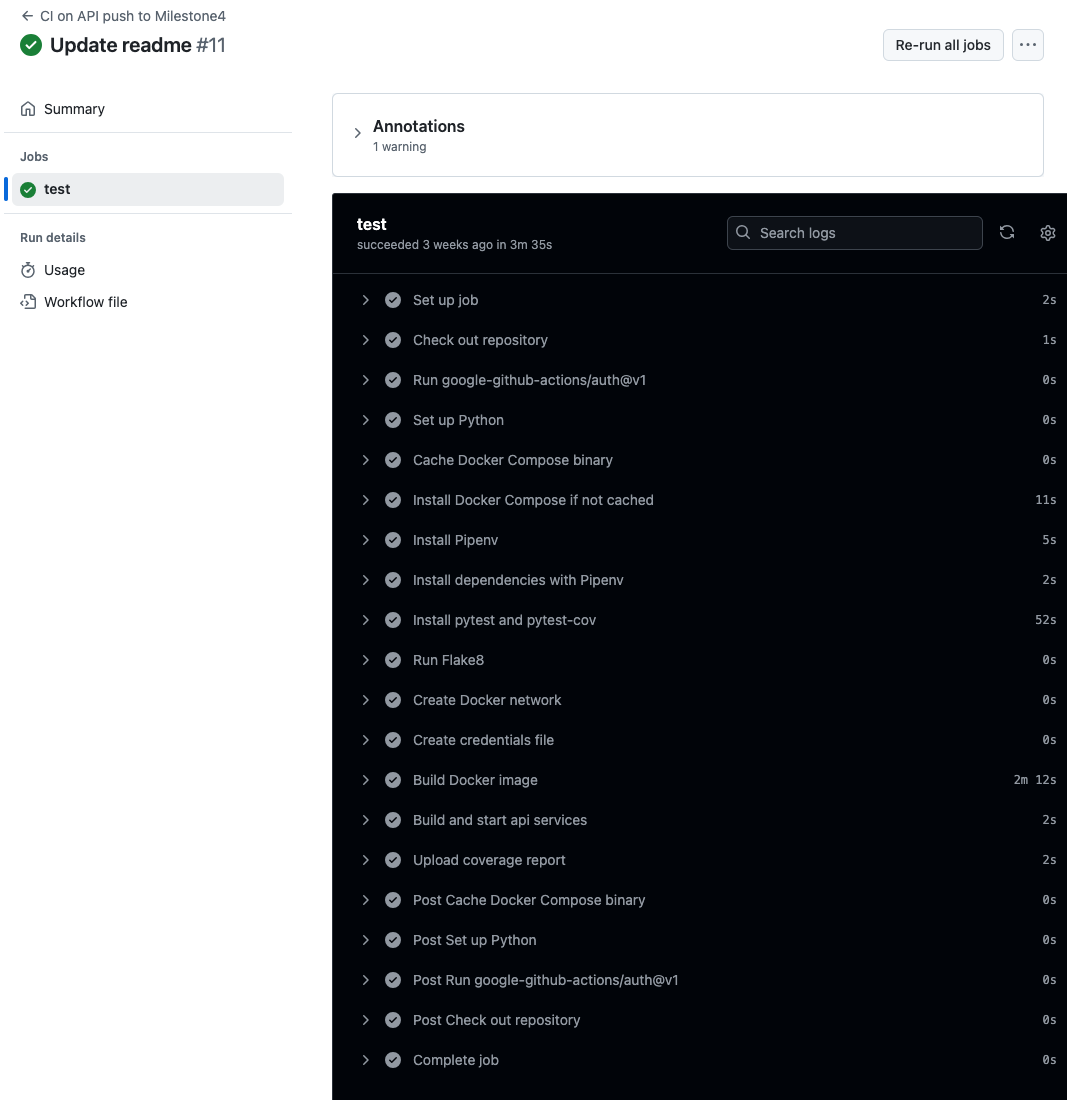 CI on API push to Milestone4
Update readme #11
Re-run all jobs
Summary
Jobs
test
Run details
Usage
Workflow file
Annotations
1 warning
test
succeeded 3 weeks ago in 3m 35s
Search logs
Set up job 2s
Check out repository 1s
Run google-github-actions/auth@v1 0s
Set up Python 0s
Cache Docker Compose binary 0s
Install Docker Compose if not cached 11s
Install Pipenv 5s
Install dependencies with Pipenv 2s
Install pytest and pytest-cov 52s
Run Flake8 0s
Create Docker network 0s
Create credentials file 0s
Build Docker image 2m 12s
Build and start api services 2s
Upload coverage report 2s
Post Cache Docker Compose binary 0s
Post Set up Python 0s
Post Run google-github-actions/auth@v1 0s
Post Check out repository 0s
Complete job 0s